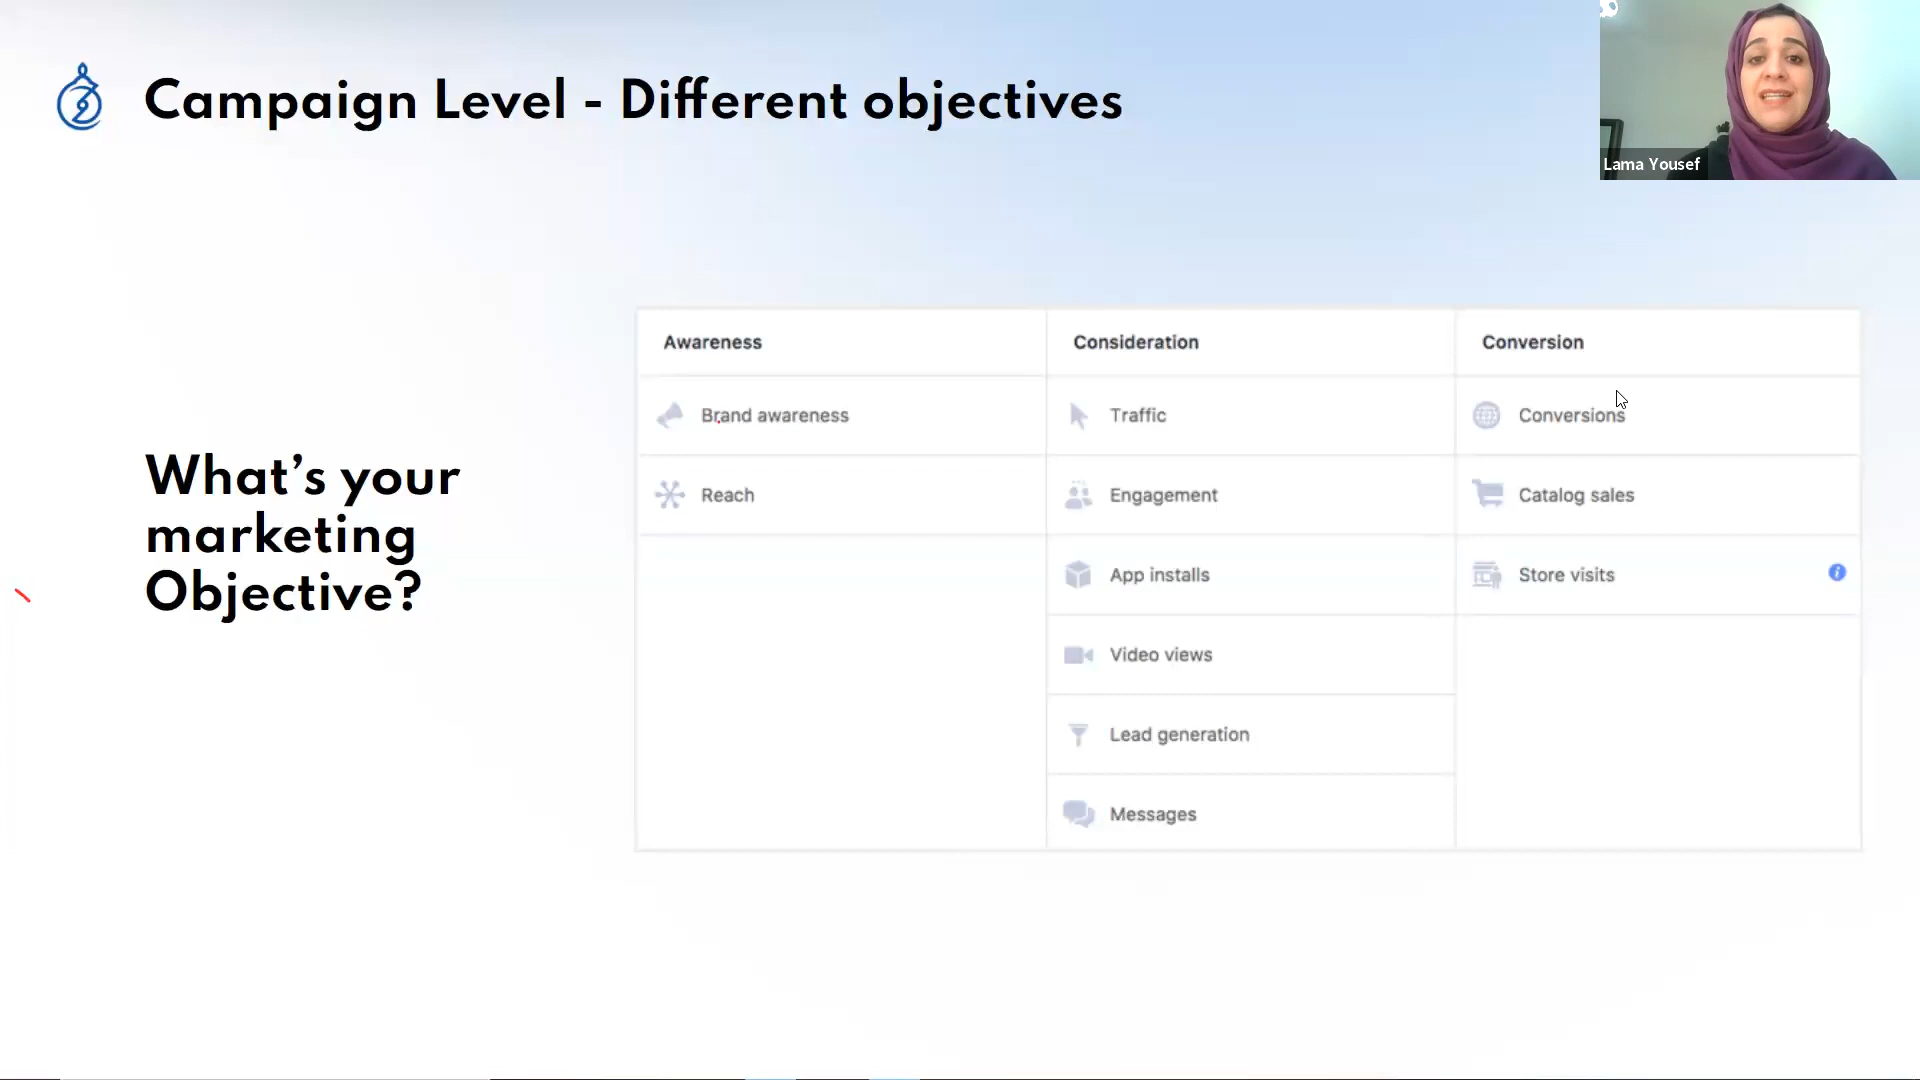 Campaign Level - Different objectives
Lama Yousef
What’s your
marketing
Objective?
Awareness
Consideration
Conversion
Brand awareness
Traffic
Conversions
Reach
Engagement
Catalog sales
App installs
Store visits
Video views
Lead generation
Messages